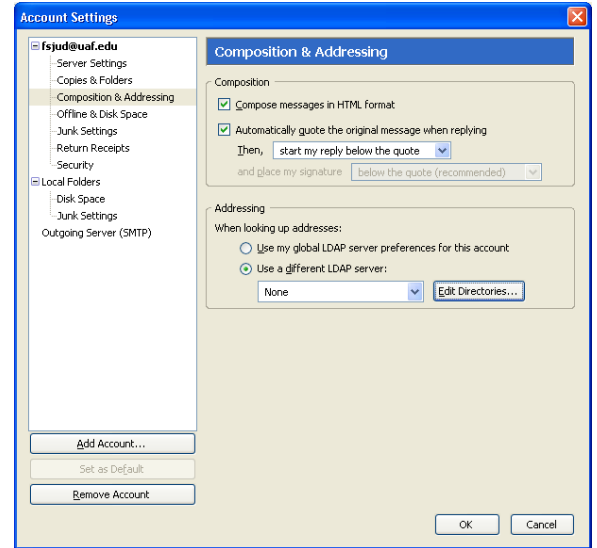 Account Settings
fsjud@uaf.edu
Server Settings
Copies & Folders
Composition & Addressing
Offline & Disk Space
Junk Settings
Return Receipts
Security
Local Folders
Disk Space
Junk Settings
Outgoing Server (SMTP)
Add Account...
Set as Default
Remove Account
Composition & Addressing
Composition
Compose messages in HTML format
Automatically quote the original message when replying
Then, start my reply below the quote
and place my signature below the quote (recommended)
Addressing
When looking up addresses:
Use my global LDAP server preferences for this account
Use a different LDAP server:
None Edit Directories...
OK Cancel